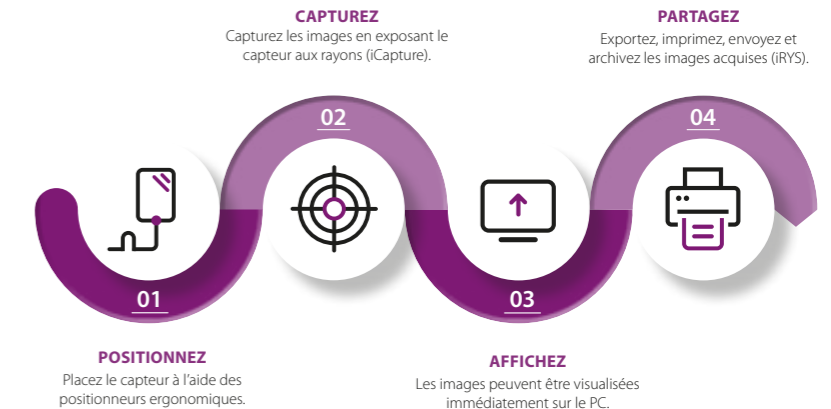 CAPTUREZ
Capturez les images en exposant le
capteur aux rayons (iCapture).
PARTAGEZ
Exportez, imprimez, envoyez et
archivez les images acquises (iRYS).
02
04
01
03
POSITIONNEZ
Placez le capteur à l’aide des
positionneurs ergonomiques.
AFFICHEZ
Les images peuvent être visualisées
immédiatement sur le PC.